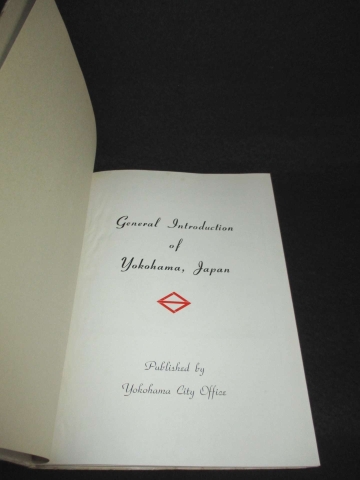 General Introduction
of
Yokohama, Japan
Published by
Yokohama City Office